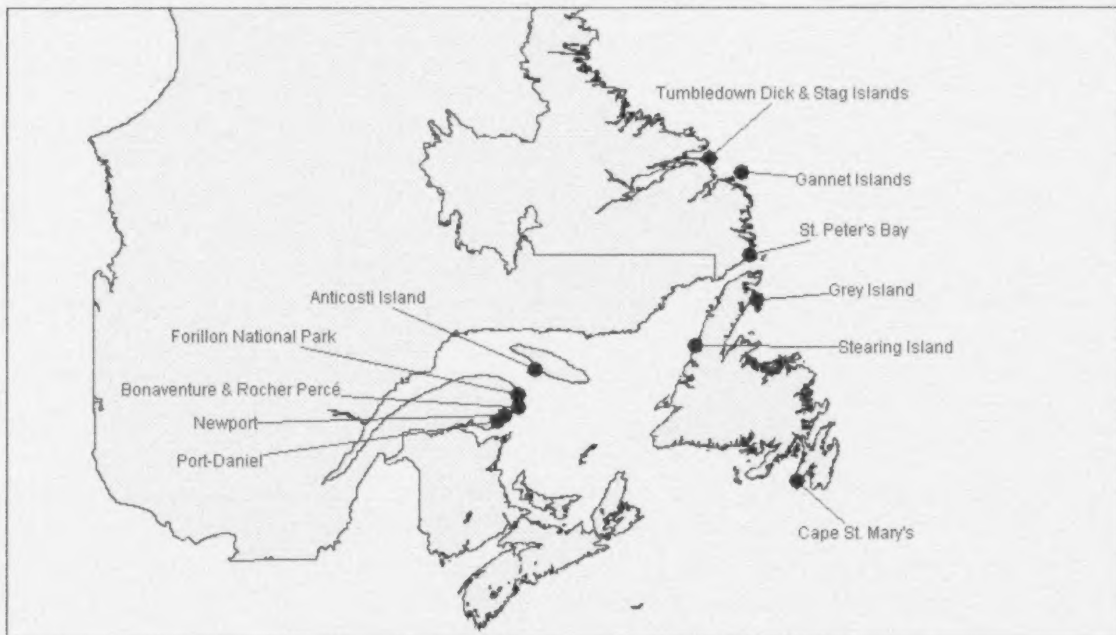 Tumbledown Dick & Stag Islands
Gannet Islands
St. Peter's Bay
Grey Island
Anticosti Island
Forillon National Park
Stearing Island
Bonaventure & Rocher Percé
Newport
Port-Daniel
Cape St. Mary's